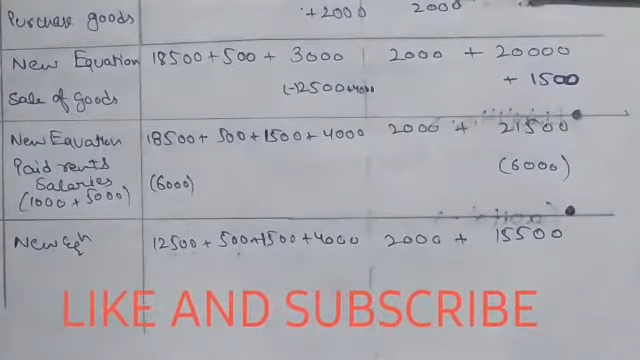 Purchase goods +2000 2000
New Equation 18500+500+ 3000 2000 + 20000
Sale of goods (-)2500+4000 + 1500
New Equation 18500+ 500+1500+4000 2000 + 21500
Paid rents
Salaries (6000) (6000)
(1000 + 5000)
New Eqn 12500+500+1500+4000 2000 + 15500
LIKE AND SUBSCRIBE